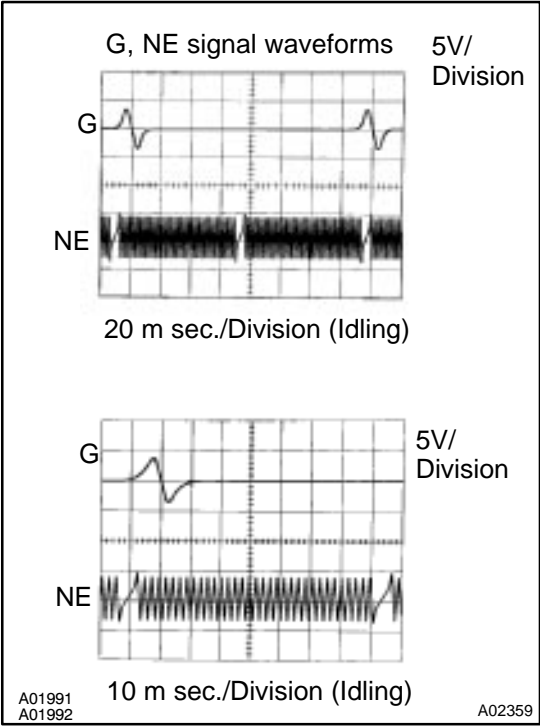 G, NE signal waveforms
5V/
Division
G
NE
20 m sec./Division (Idling)
5V/
Division
G
NE
10 m sec./Division (Idling)
A01991
A01992
A02359